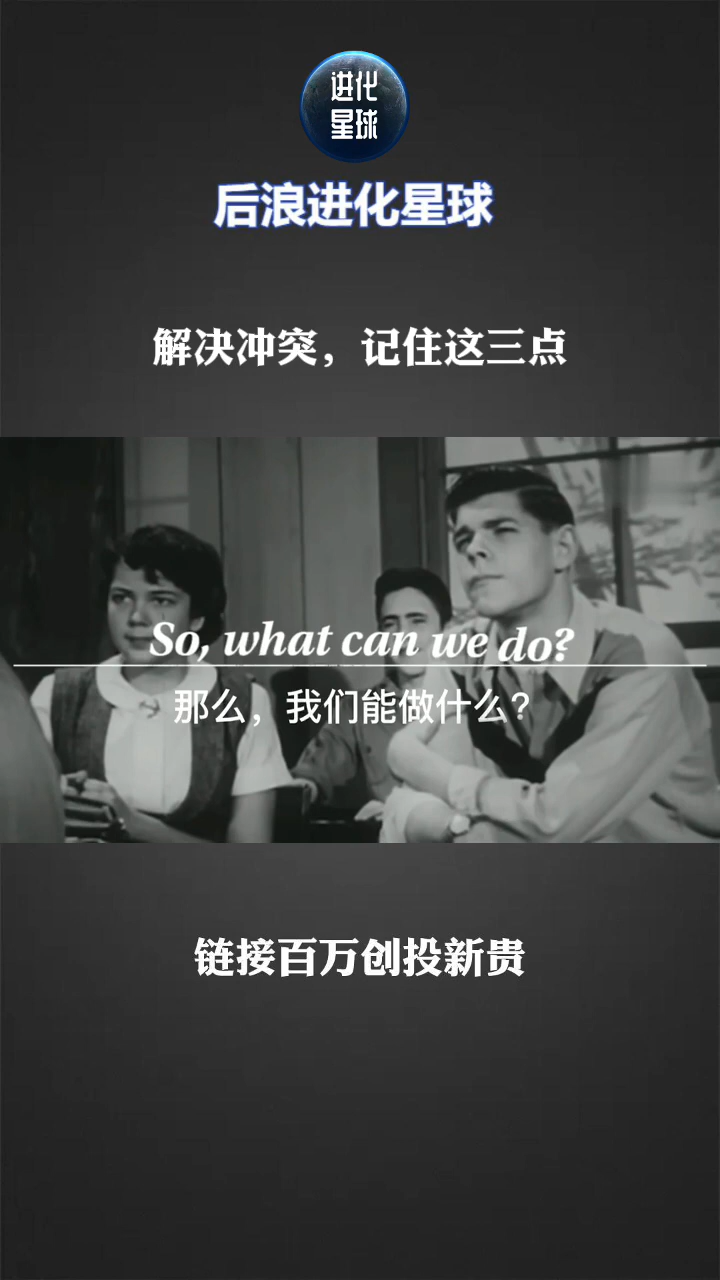 进化
星球
后浪进化星球
解决冲突，记住这三点
So, what can we do?
那么，我们能做什么？
链接百万创投新贵